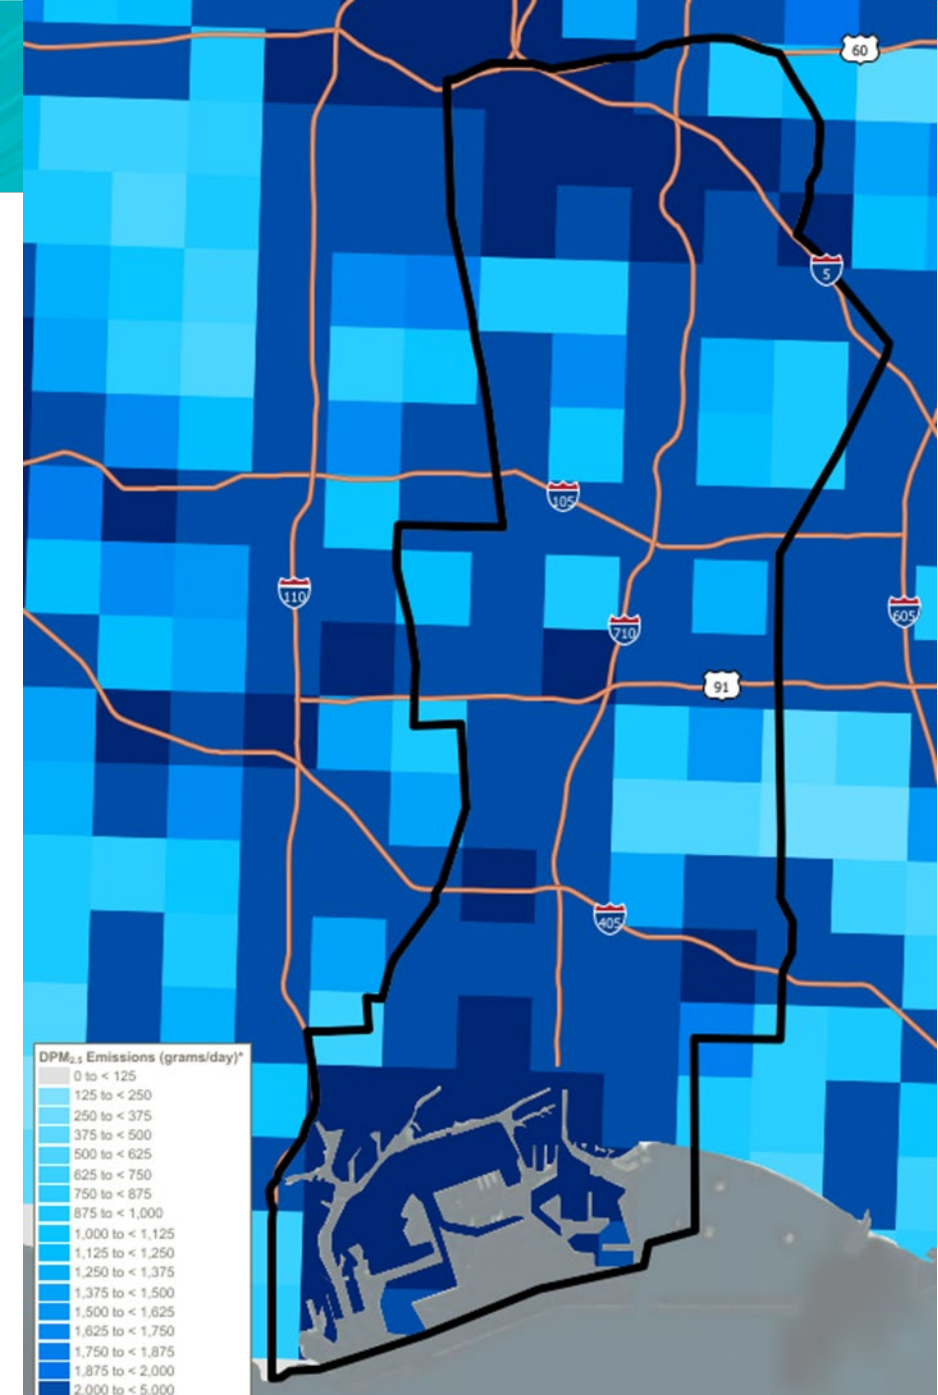 60
5
105
110
710
605
91
405
DPM2.5 Emissions (grams/day)*
0 to < 125
125 to < 250
250 to < 375
375 to < 500
500 to < 625
625 to < 750
750 to < 875
875 to < 1,000
1,000 to < 1,125
1,125 to < 1,250
1,250 to < 1,375
1,375 to < 1,500
1,500 to < 1,625
1,625 to < 1,750
1,750 to < 1,875
1,875 to < 2,000
2,000 to < 5,000